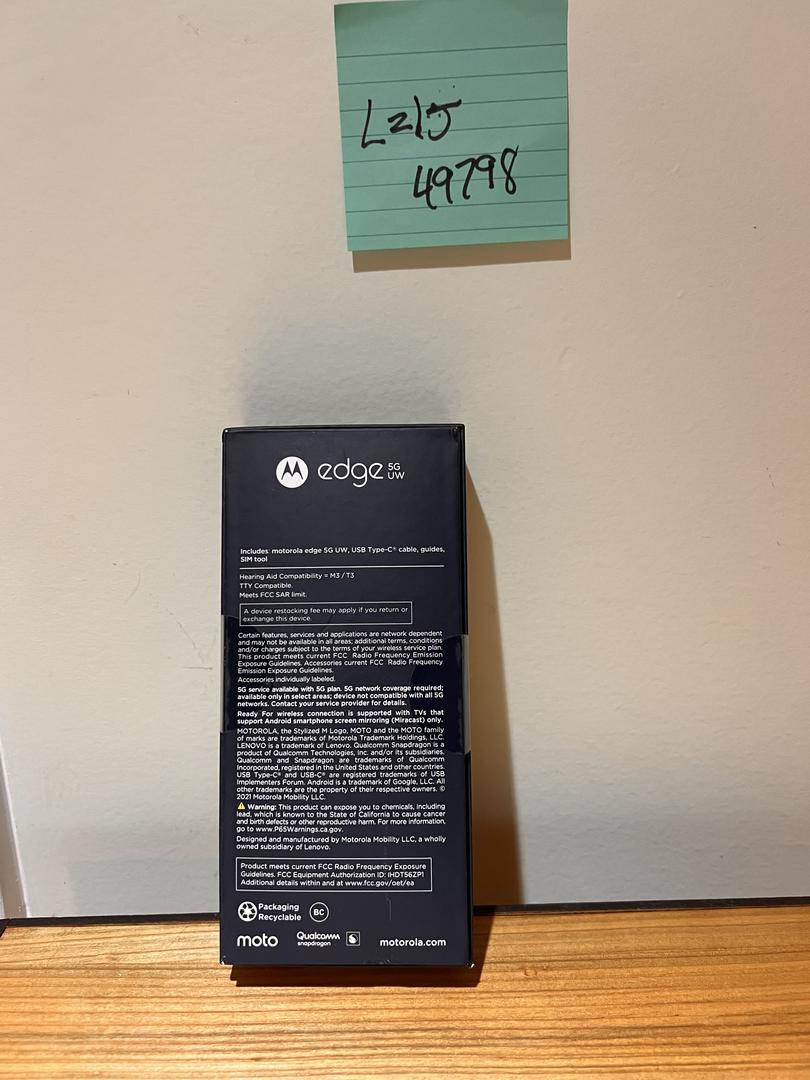 L21J
49798
edge 5G UW
Includes: motorola edge 5G UW, USB Type-C® cable, guides,
SIM tool
Hearing Aid Compatibility = M3 / T3
TTY Compatible.
Meets FCC SAR limit.
A device restocking fee may apply if you return or
exchange this device.
Certain features, services and applications are network dependent
and may not be available in all areas; additional terms, conditions
and/or charges subject to the terms of your wireless service plan.
This product meets current FCC Radio Frequency Emission
Exposure Guidelines. Accessories current FCC Radio Frequency
Emission Exposure Guidelines.
Accessories individually labeled.
5G service available with 5G plan. 5G network coverage required;
available only in select areas; device not compatible with all 5G
networks. Contact your service provider for details.
Ready For wireless connection is supported with TVs that
support Android smartphone screen mirroring (Miracast) only.
MOTOROLA, the Stylized M Logo, MOTO and the MOTO family
of marks are trademarks of Motorola Trademark Holdings, LLC.
LENOVO is a trademark of Lenovo. Qualcomm Snapdragon is a
product of Qualcomm Technologies, Inc. and/or its subsidiaries.
Qualcomm and Snapdragon are trademarks of Qualcomm
Incorporated, registered in the United States and other countries.
USB Type-C® and USB-C® are registered trademarks of USB
Implementers Forum. Android is a trademark of Google, LLC. All
other trademarks are the property of their respective owners. ©
2021 Motorola Mobility LLC.
Warning: This product can expose you to chemicals, including
lead, which is known to the State of California to cause cancer
and birth defects or other reproductive harm. For more information,
go to www.P65Warnings.ca.gov.
Designed and manufactured by Motorola Mobility LLC, a wholly
owned subsidiary of Lenovo.
Product meets current FCC Radio Frequency Exposure
Guidelines. FCC Equipment Authorization ID: IHDT56ZP1
Additional details within and at www.fcc.gov/oet/ea
Packaging
Recyclable
BC
moto
Qualcomm
snapdragon
motorola.com